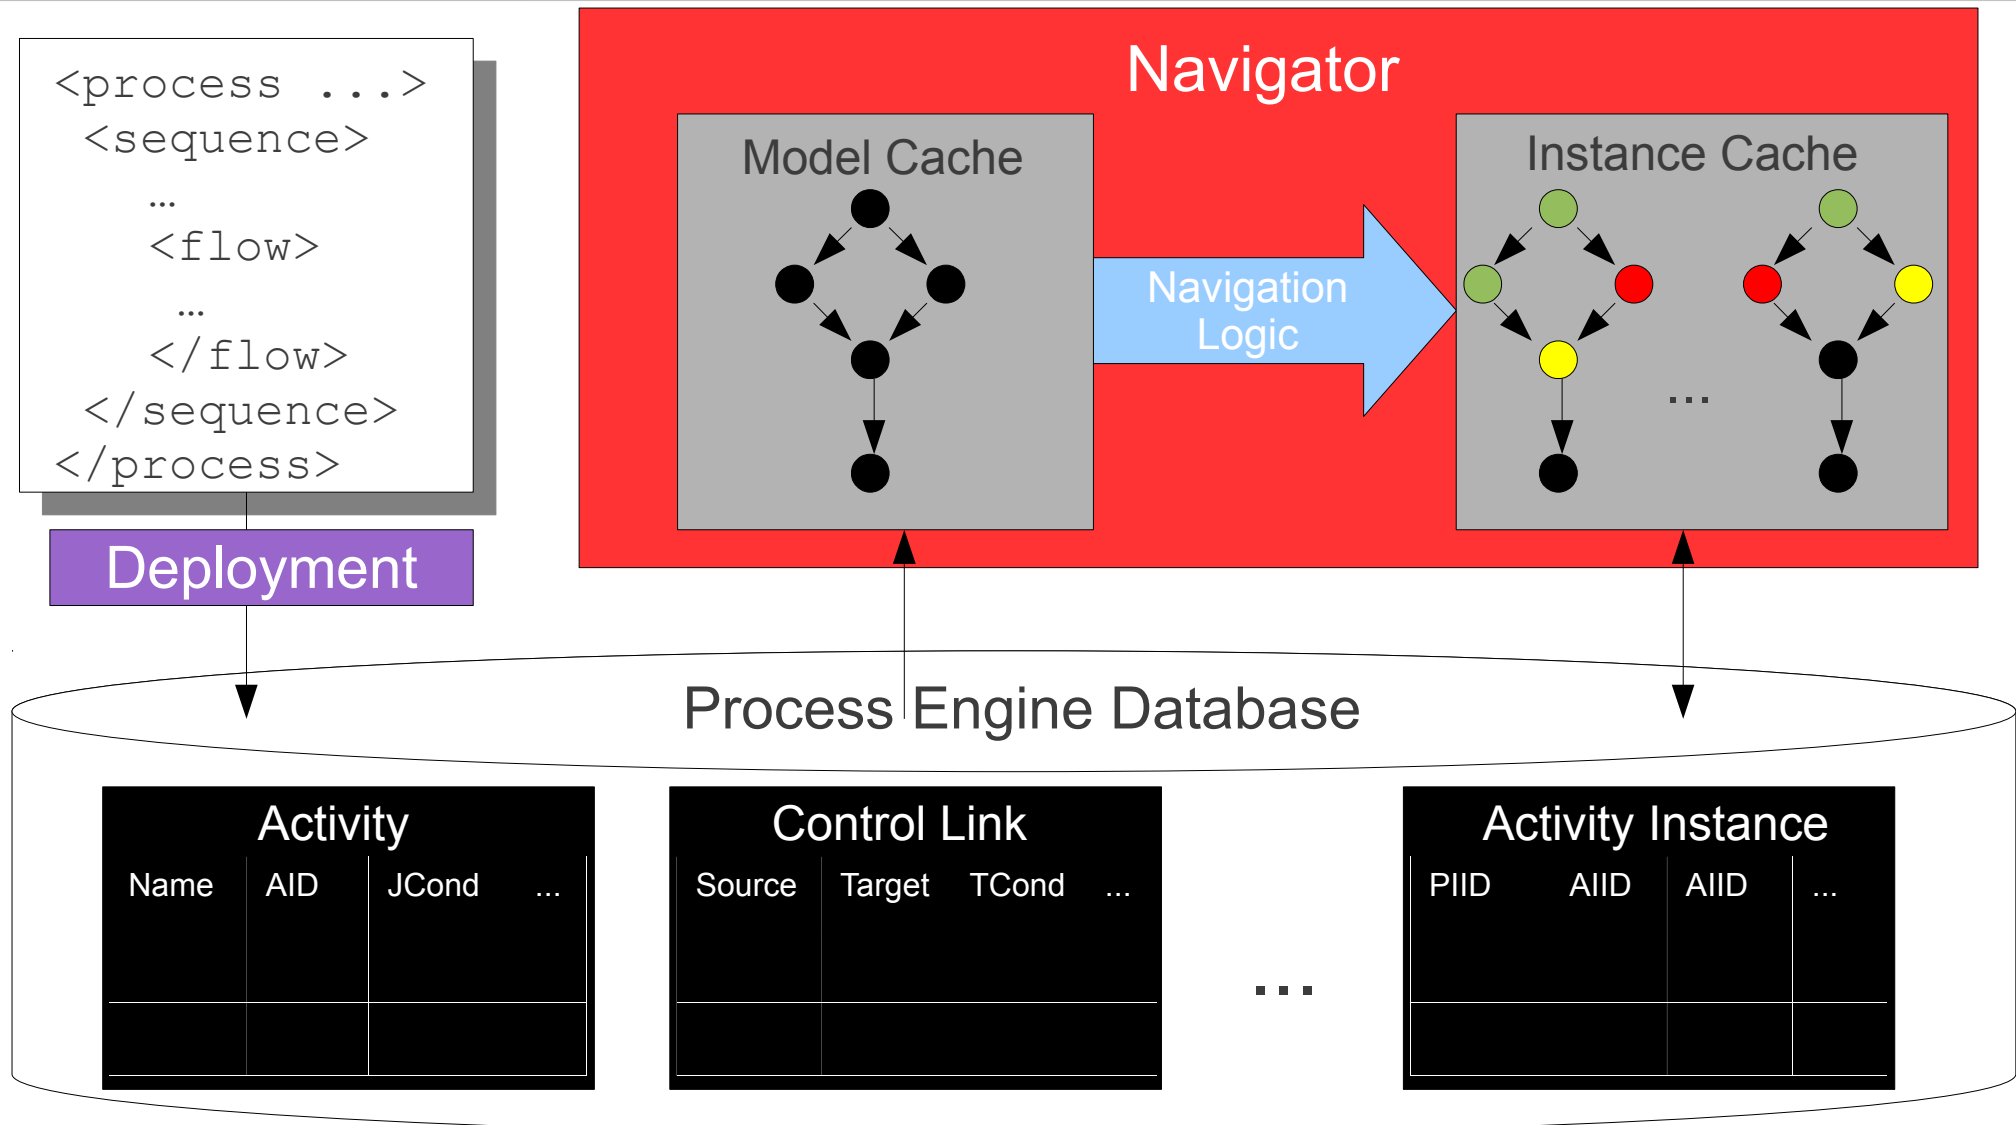 <process ...>
<sequence>
…
<flow>
…
</flow>
</sequence>
</process>
Deployment
Navigator
Model Cache
Navigation
Logic
Instance Cache
...
Process Engine Database
Activity
Name AID JCond ...
Control Link
Source Target TCond ...
...
Activity Instance
PIID AIID AIID ...